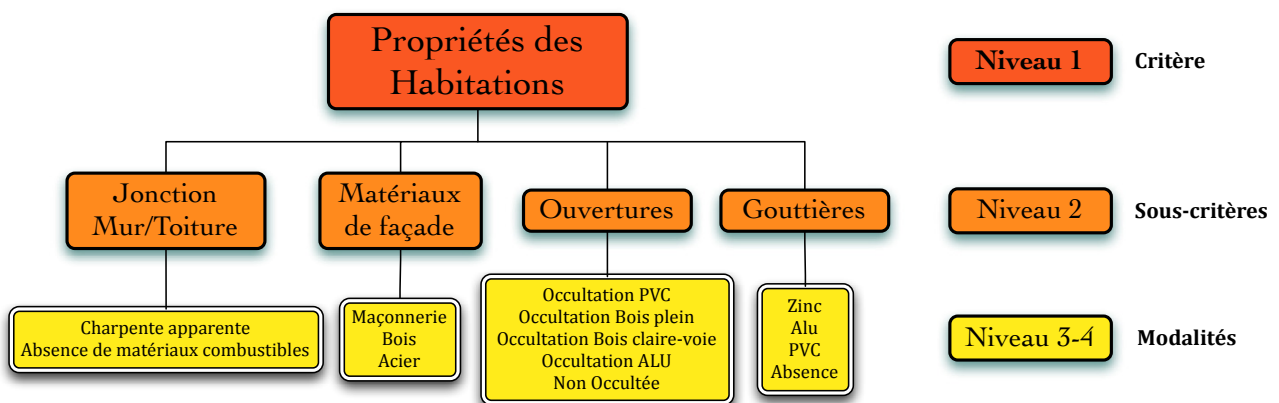 Propriétés des
Habitations
Niveau 1
Critère
Jonction
Mur/Toiture
Matériaux
de façade
Ouvertures
Gouttières
Niveau 2
Sous-critères
Charpente apparente
Absence de matériaux combustibles
Maçonnerie
Bois
Acier
Occultation PVC
Occultation Bois plein
Occultation Bois claire-voie
Occultation ALU
Non Occultée
Zinc
Alu
PVC
Absence
Niveau 3-4
Modalités